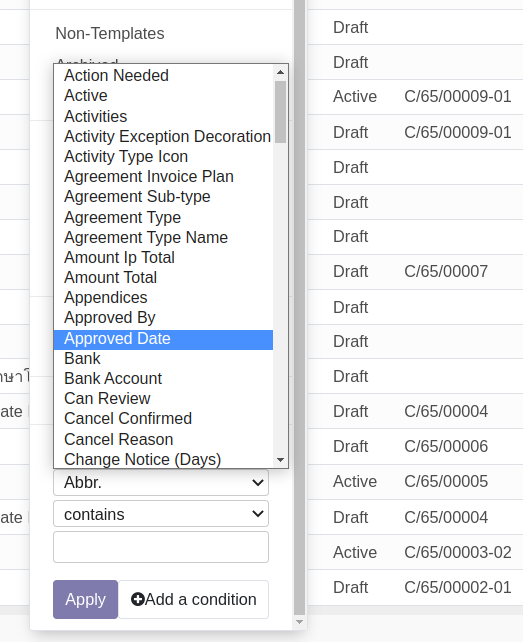 Non-Templates
Draft
Draft
Action Needed
Active
Activities
Activity Exception Decoration
Activity Type Icon
Agreement Invoice Plan
Agreement Sub-type
Agreement Type
Agreement Type Name
Amount Ip Total
Amount Total
Appendices
Approved By
Approved Date
Bank
Bank Account
Can Review
Cancel Confirmed
Cancel Reason
Change Notice (Days)
Active C/65/00009-01
Draft C/65/00009-01
Draft
Draft
Draft
Draft C/65/00007
Draft
Draft
Draft
ate Draft C/65/00004
Draft C/65/00006
Abbr.
Active C/65/00005
contains
ate Draft C/65/00004
Active C/65/00003-02
Apply
Add a condition
Draft C/65/00002-01